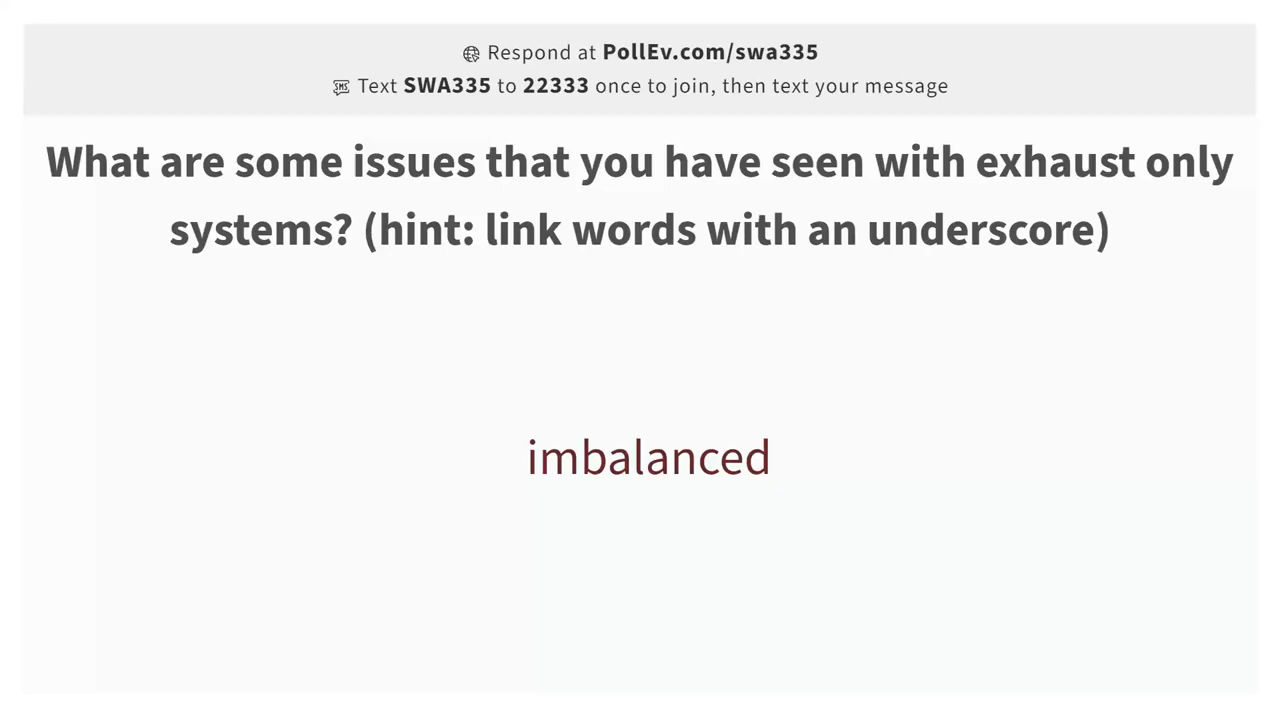 Respond at PollEv.com/swa335
Text SWA335 to 22333 once to join, then text your message
What are some issues that you have seen with exhaust only
systems? (hint: link words with an underscore)
imbalanced